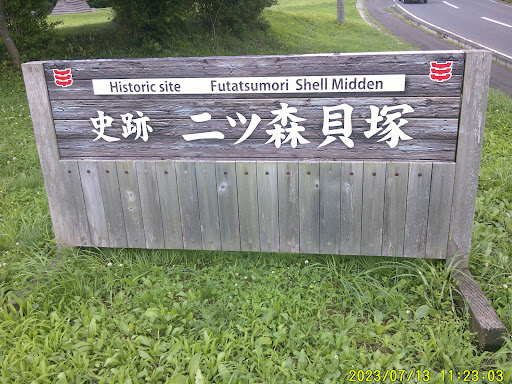 Historic site Futatsumori Shell Midden
史跡 二ツ森貝塚
2023/07/13 11:23:03